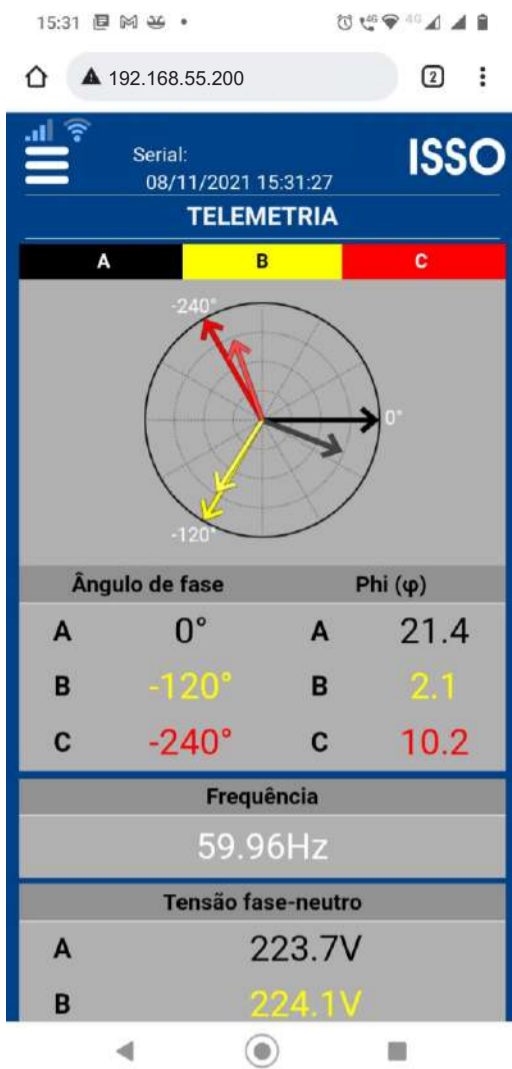 15:31
4G 4G
192.168.55.200
2
Serial:
ISSO
08/11/2021 15:31:27
TELEMETRIA
A B C
-240°
0°
-120°
Ângulo de fase Phi (φ)
A 0° A 21.4
B -120° B 2.1
C -240° C 10.2
Frequência
59.96Hz
Tensão fase-neutro
A 223.7V
B 224.1V